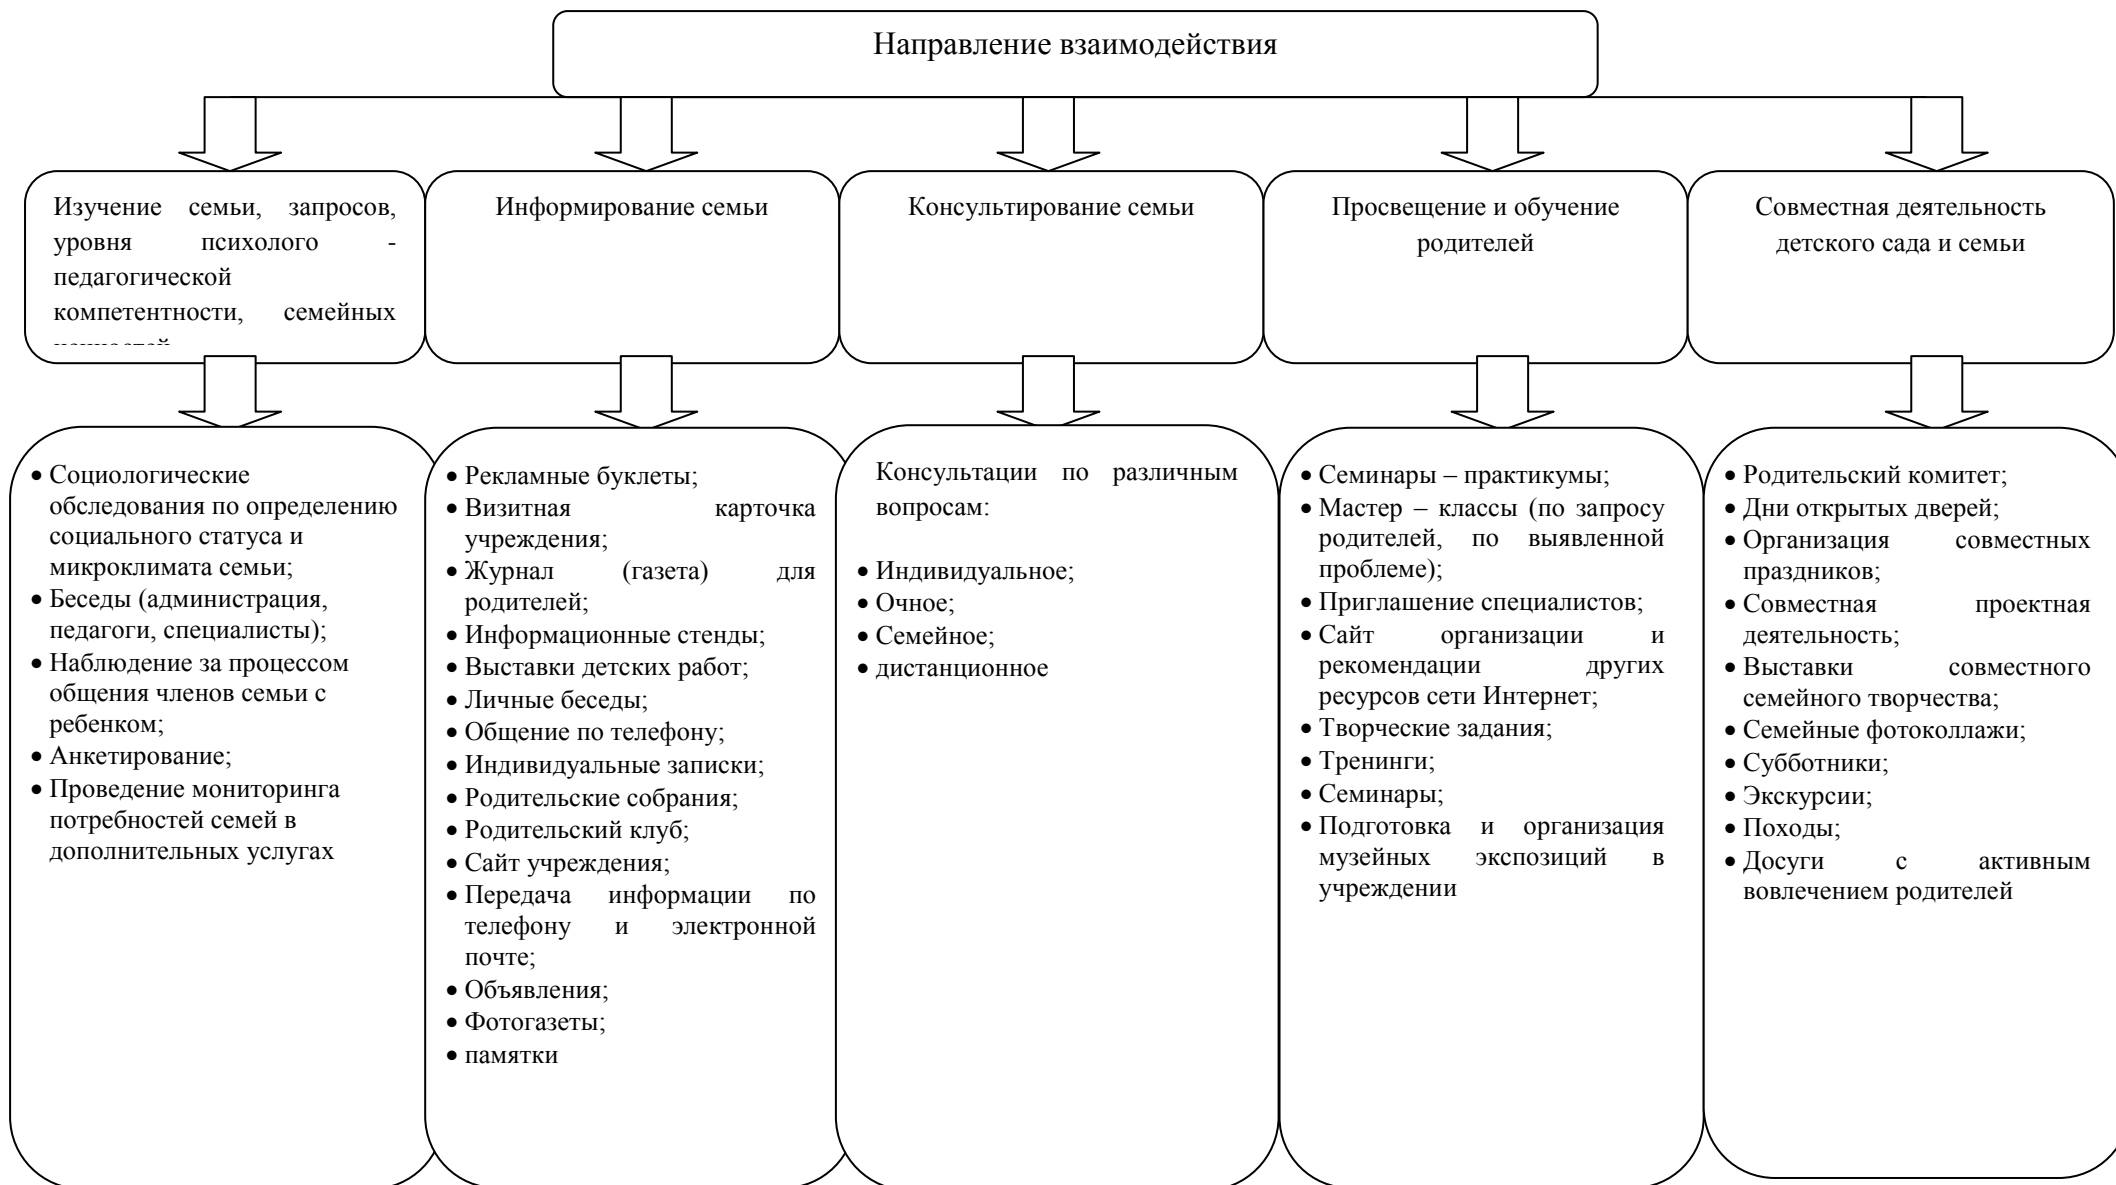 Направление взаимодействия
Изучение семьи, запросов,
уровня психолого -
педагогической
компетентности, семейных
Информирование семьи
Консультирование семьи
Просвещение и обучение
родителей
Совместная деятельность
детского сада и семьи
• Социологические
обследования по определению
социального статуса и
микроклимата семьи;
• Беседы (администрация,
педагоги, специалисты);
• Наблюдение за процессом
общения членов семьи с
ребенком;
• Анкетирование;
• Проведение мониторинга
потребностей семей в
дополнительных услугах
• Рекламные буклеты;
• Визитная карточка
учреждения;
• Журнал (газета) для
родителей;
• Информационные стенды;
• Выставки детских работ;
• Личные беседы;
• Общение по телефону;
• Индивидуальные записки;
• Родительские собрания;
• Родительский клуб;
• Сайт учреждения;
• Передача информации по
телефону и электронной
почте;
• Объявления;
• Фотогазеты;
• памятки
Консультации по различным
вопросам:
• Индивидуальное;
• Очное;
• Семейное;
• дистанционное
• Семинары – практикумы;
• Мастер – классы (по запросу
родителей, по выявленной
проблеме);
• Приглашение специалистов;
• Сайт организации и
рекомендации других
ресурсов сети Интернет;
• Творческие задания;
• Тренинги;
• Семинары;
• Подготовка и организация
музейных экспозиций в
учреждении
• Родительский комитет;
• Дни открытых дверей;
• Организация совместных
праздников;
• Совместная проектная
деятельность;
• Выставки совместного
семейного творчества;
• Семейные фотоколлажи;
• Субботники;
• Экскурсии;
• Походы;
• Досуги с активным
вовлечением родителей